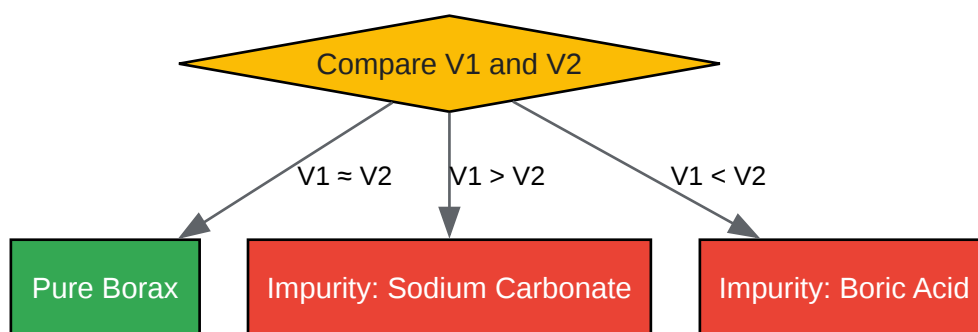 Compare V1 and V2
V1 ≈ V2
V1 > V2
V1 < V2
Pure Borax
Impurity: Sodium Carbonate
Impurity: Boric Acid